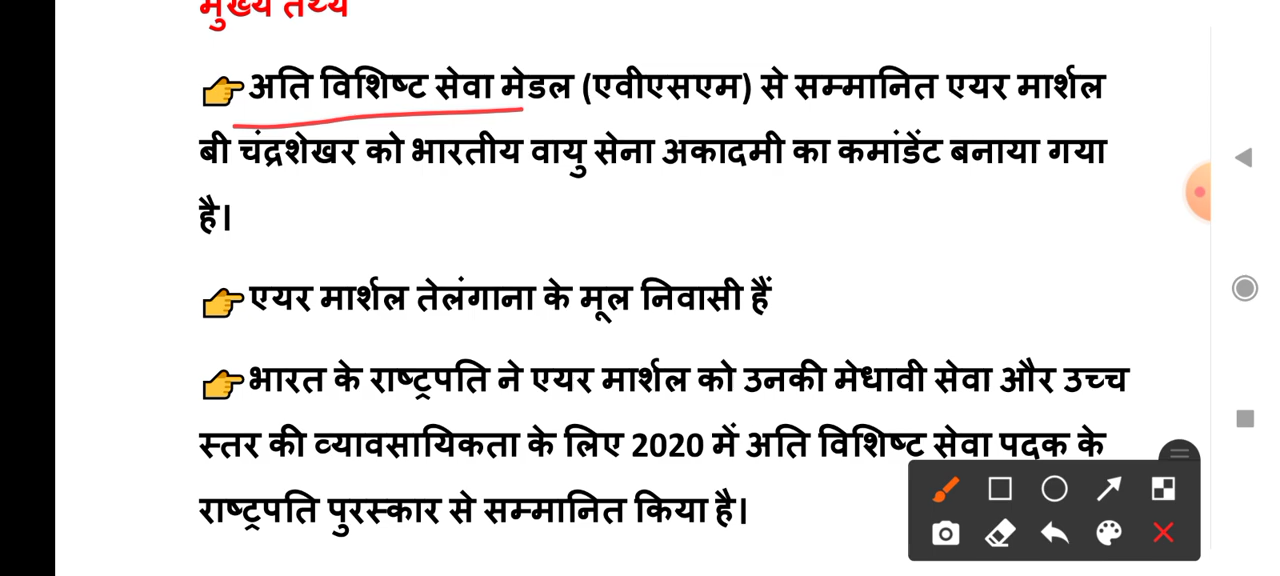 मुख्य तथ्य
👉अति विशिष्ट सेवा मेडल (एवीएसएम) से सम्मानित एयर मार्शल
बी चंद्रशेखर को भारतीय वायु सेना अकादमी का कमांडेंट बनाया गया
है।
👉एयर मार्शल तेलंगाना के मूल निवासी हैं
👉भारत के राष्ट्रपति ने एयर मार्शल को उनकी मेधावी सेवा और उच्च
स्तर की व्यावसायिकता के लिए 2020 में अति विशिष्ट सेवा पदक के
राष्ट्रपति पुरस्कार से सम्मानित किया है।